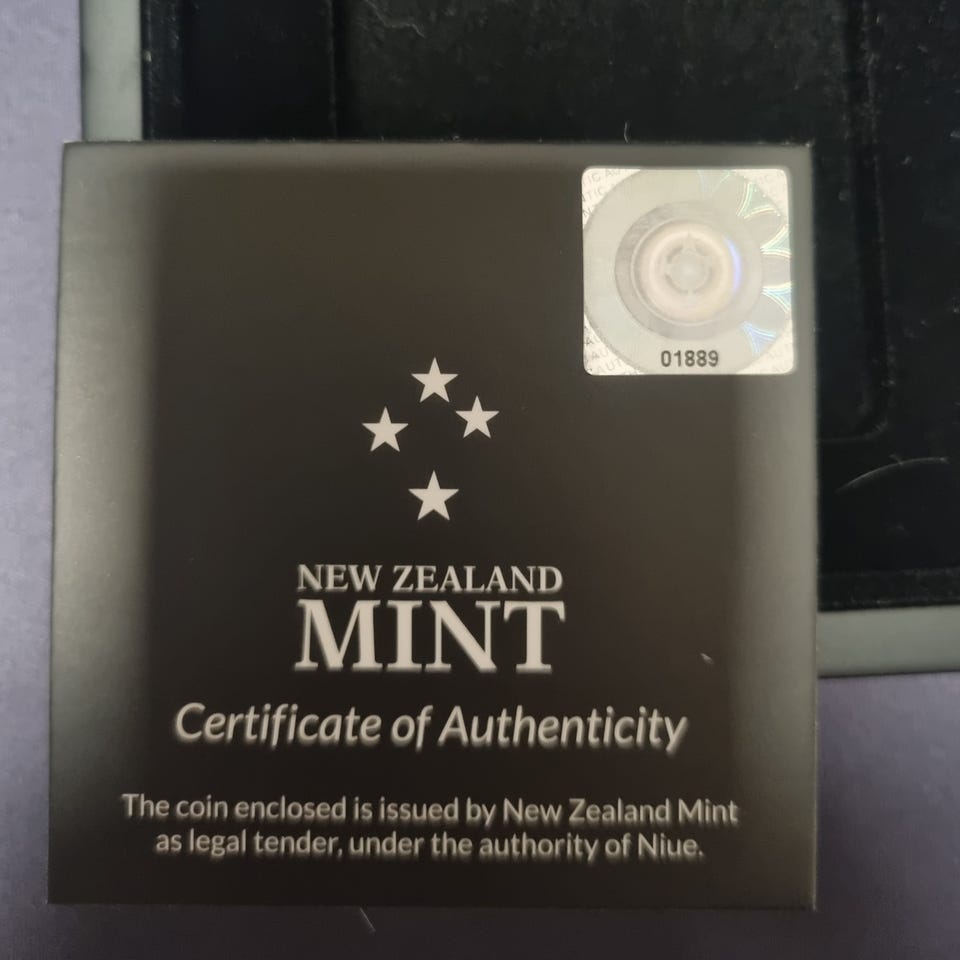 01889
NEW ZEALAND
MINT
Certificate of Authenticity
The coin enclosed is issued by New Zealand Mint
as legal tender, under the authority of Niue.